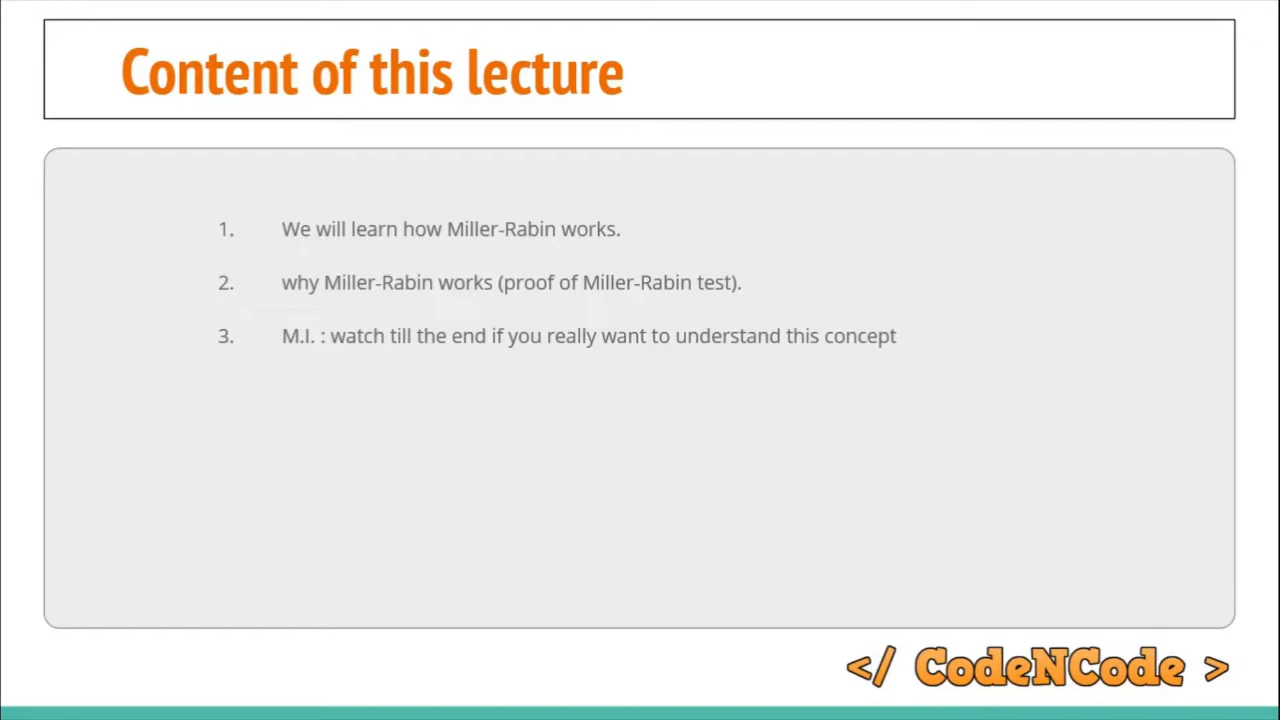 Content of this lecture
1. We will learn how Miller-Rabin works.
2. why Miller-Rabin works (proof of Miller-Rabin test).
3. M.I. : watch till the end if you really want to understand this concept
</ CodeNCode >